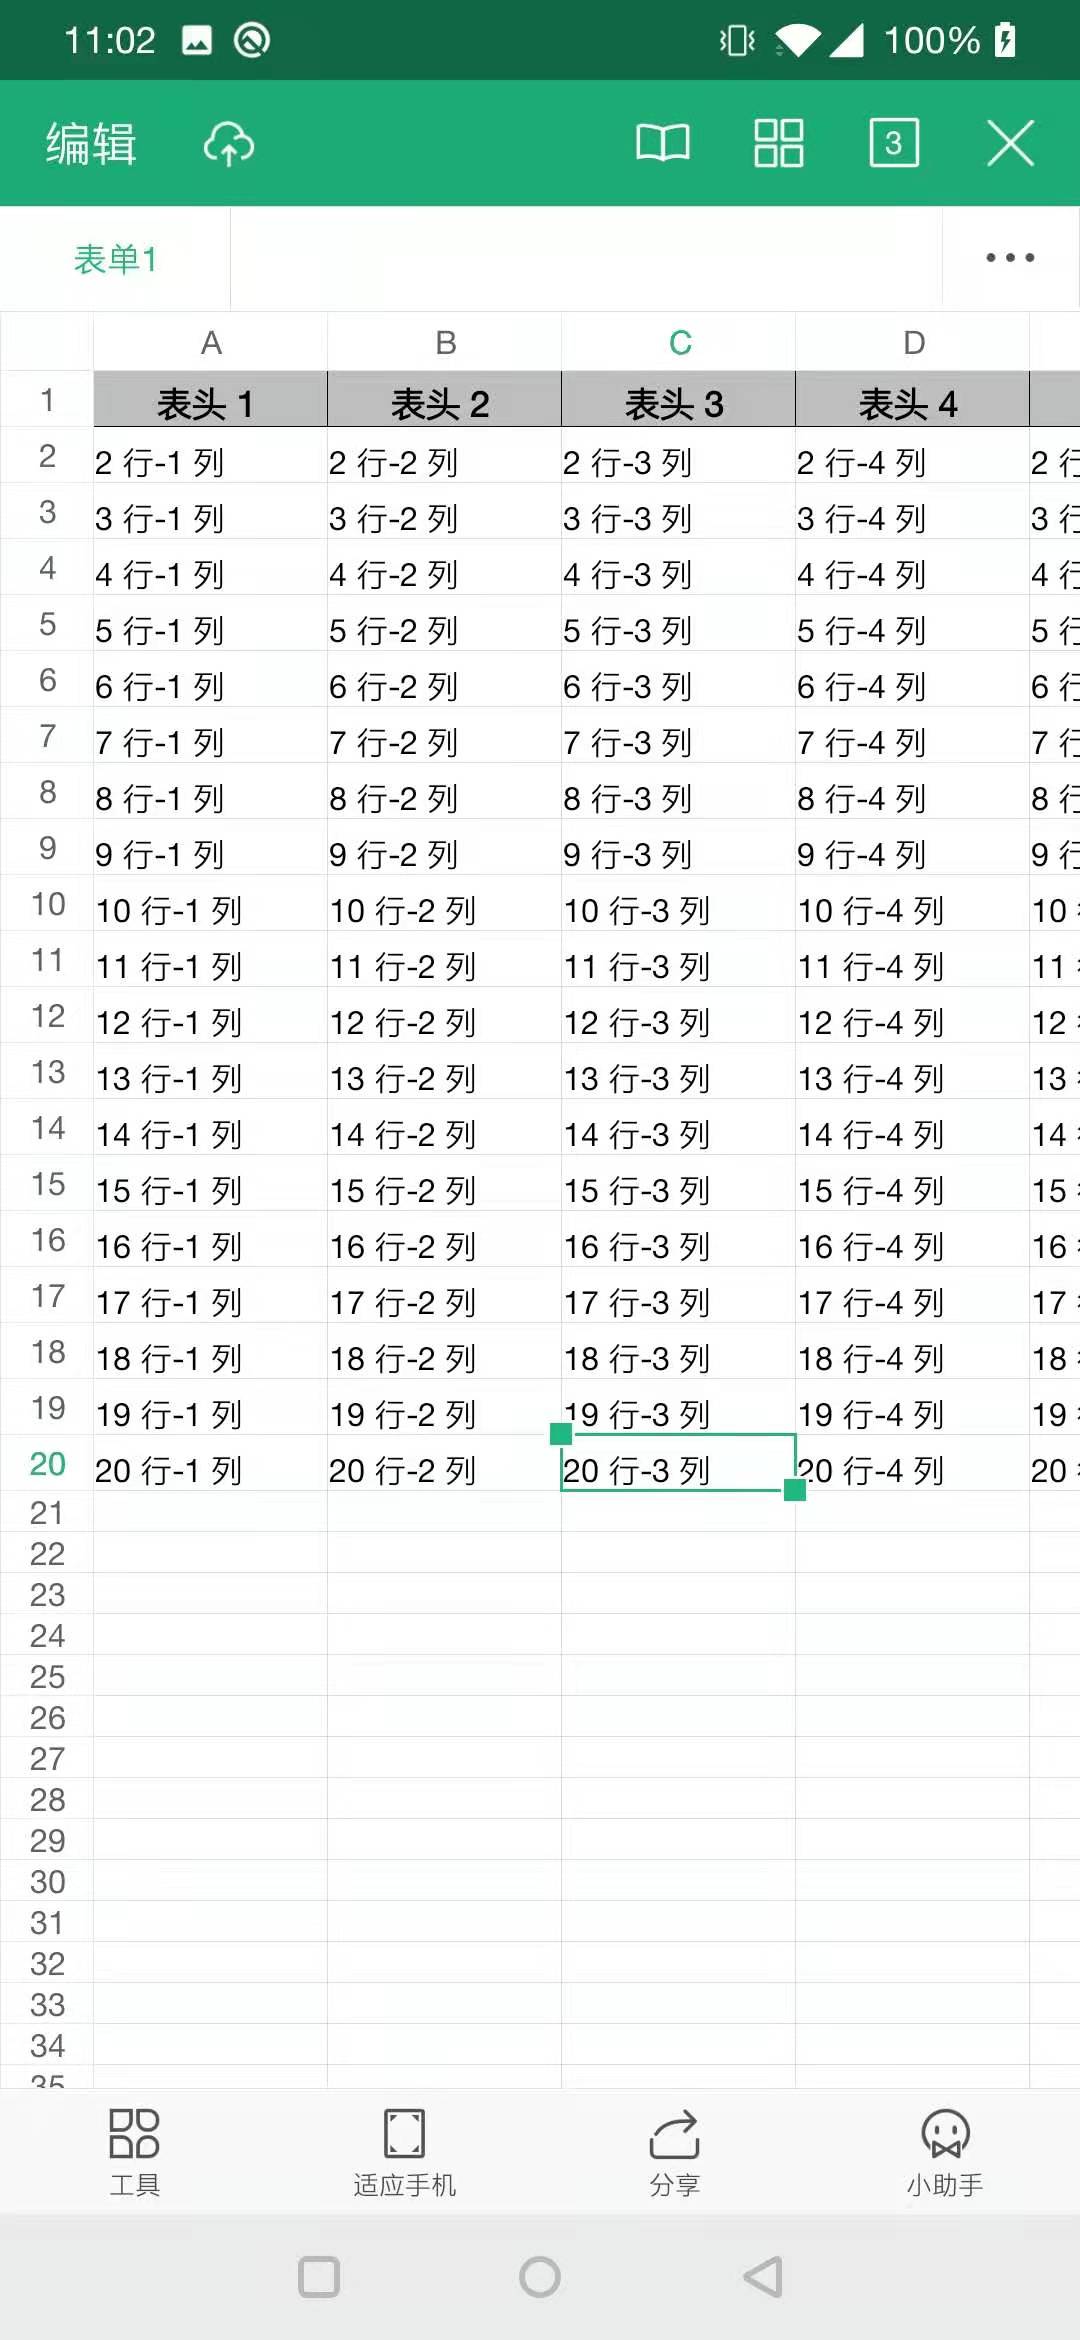 11:02 100%
编辑 3
表单1
A B C D
1 表头 1 表头 2 表头 3 表头 4
2 2 行-1 列 2 行-2 列 2 行-3 列 2 行-4 列 2 行
3 3 行-1 列 3 行-2 列 3 行-3 列 3 行-4 列 3 行
4 4 行-1 列 4 行-2 列 4 行-3 列 4 行-4 列 4 行
5 5 行-1 列 5 行-2 列 5 行-3 列 5 行-4 列 5 行
6 6 行-1 列 6 行-2 列 6 行-3 列 6 行-4 列 6 行
7 7 行-1 列 7 行-2 列 7 行-3 列 7 行-4 列 7 行
8 8 行-1 列 8 行-2 列 8 行-3 列 8 行-4 列 8 行
9 9 行-1 列 9 行-2 列 9 行-3 列 9 行-4 列 9 行
10 10 行-1 列 10 行-2 列 10 行-3 列 10 行-4 列 10
11 11 行-1 列 11 行-2 列 11 行-3 列 11 行-4 列 11
12 12 行-1 列 12 行-2 列 12 行-3 列 12 行-4 列 12
13 13 行-1 列 13 行-2 列 13 行-3 列 13 行-4 列 13
14 14 行-1 列 14 行-2 列 14 行-3 列 14 行-4 列 14
15 15 行-1 列 15 行-2 列 15 行-3 列 15 行-4 列 15
16 16 行-1 列 16 行-2 列 16 行-3 列 16 行-4 列 16
17 17 行-1 列 17 行-2 列 17 行-3 列 17 行-4 列 17
18 18 行-1 列 18 行-2 列 18 行-3 列 18 行-4 列 18
19 19 行-1 列 19 行-2 列 19 行-3 列 19 行-4 列 19
20 20 行-1 列 20 行-2 列 20 行-3 列 20 行-4 列 20
21
22
23
24
25
26
27
28
29
30
31
32
33
34
35
工具 适应手机 分享 小助手